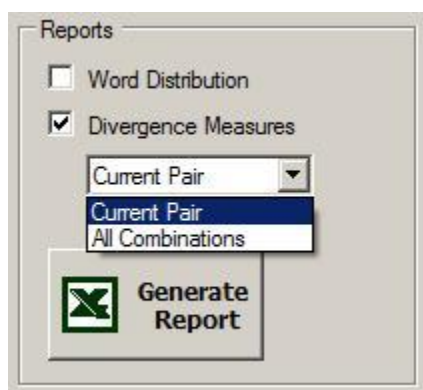 Reports
Word Distribution
Divergence Measures
Current Pair
Current Pair
All Combinations
Generate
Report